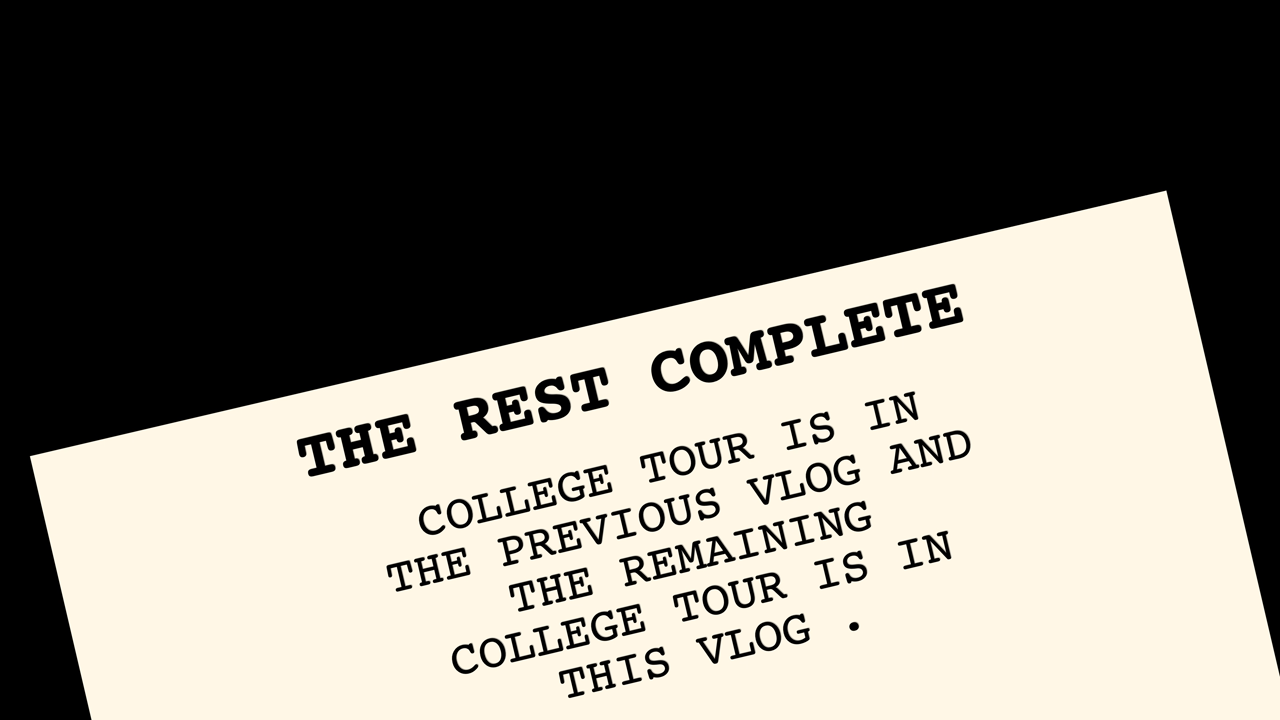 THE REST COMPLETE
COLLEGE TOUR IS IN
THE PREVIOUS VLOG AND
THE REMAINING
COLLEGE TOUR IS IN
THIS VLOG .